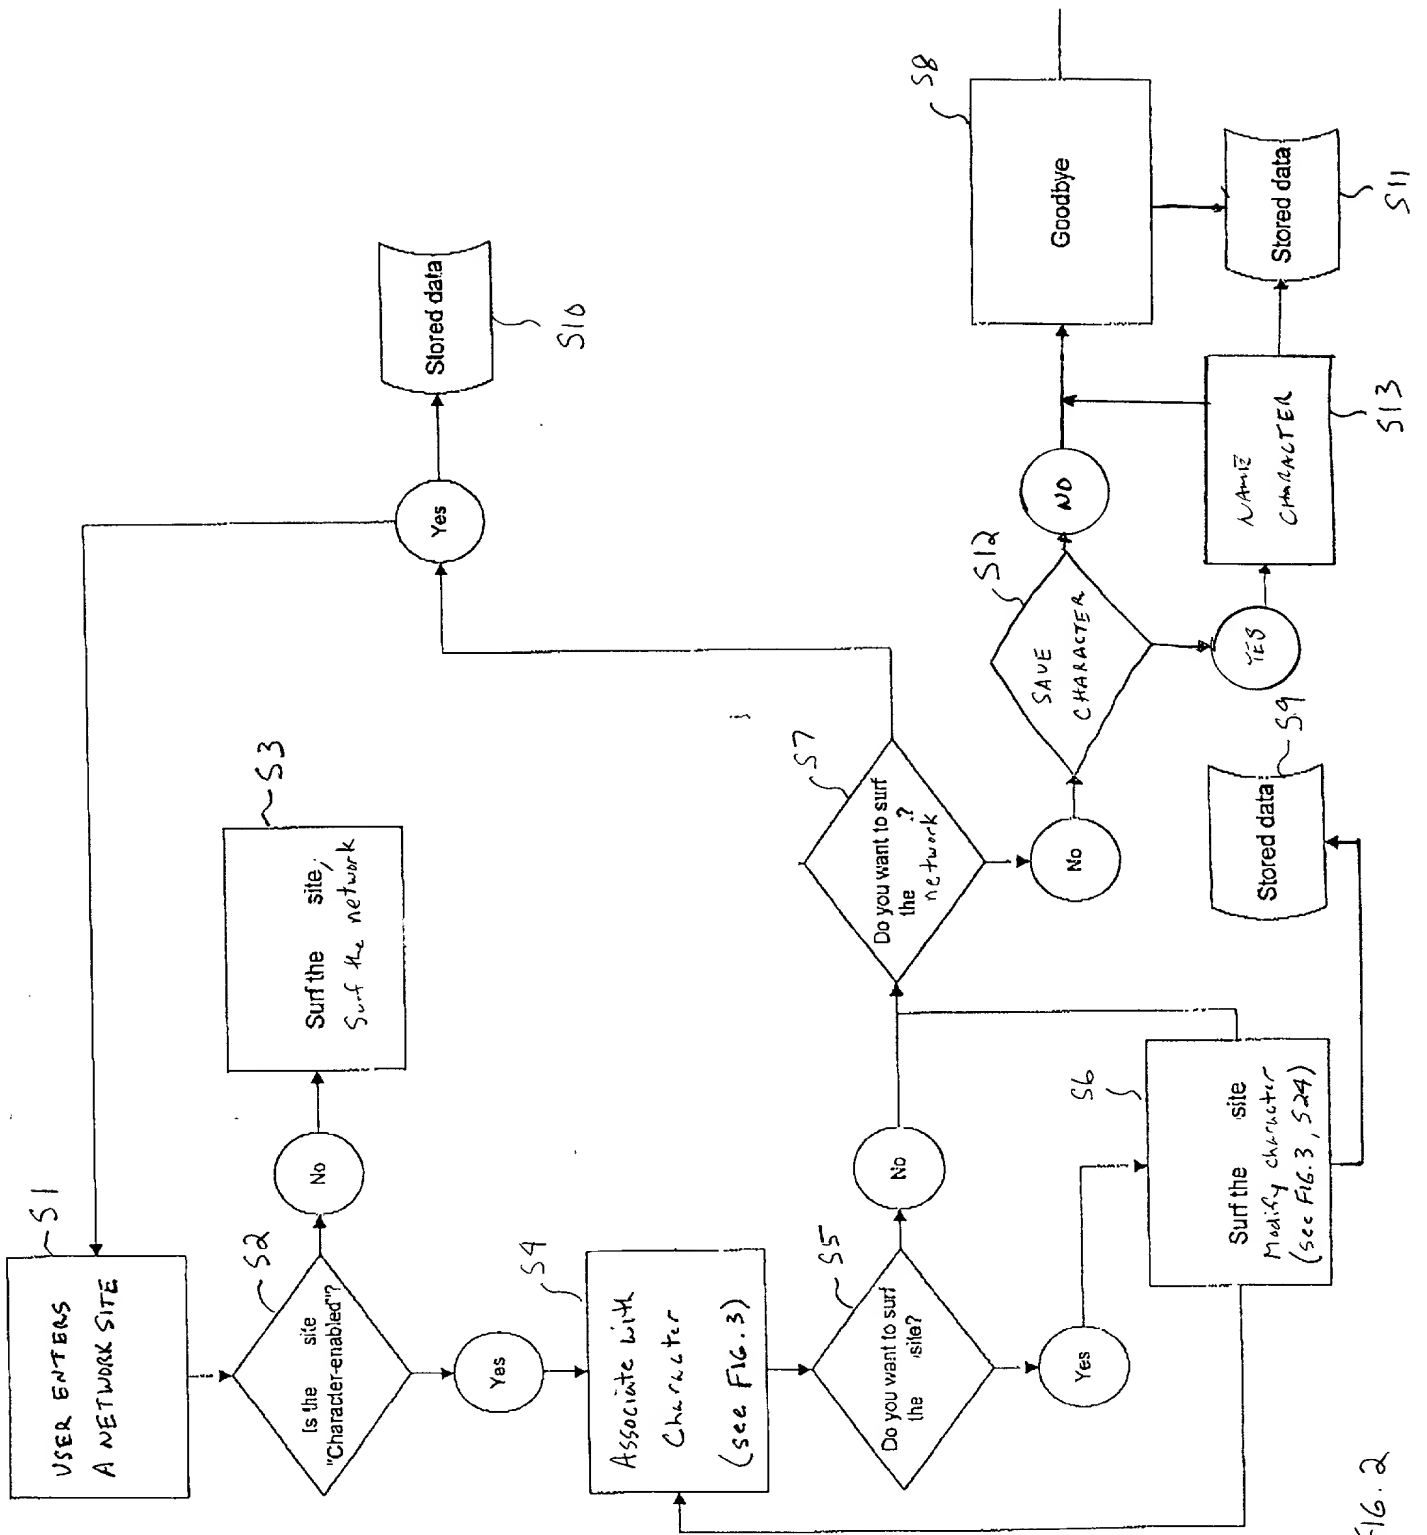 S1
USER ENTERS
A NETWORK SITE
S2
Is the site
"Character-enabled"?
No
S3
Surf the site,
Surf the network
Yes
S4
Associate with
Character
(see FIG. 3)
S5
Do you want to surf
the site?
No
Yes
S6
Surf the site
Modify character
(see FIG. 3, S24)
S7
Do you want to surf
the .?
network
Yes
Stored data
S10
No
Stored data
S9
S12
SAVE
CHARACTER
NO
YES
NAME
CHARACTER
S13
S8
Goodbye
Stored data
S11
FIG. 2